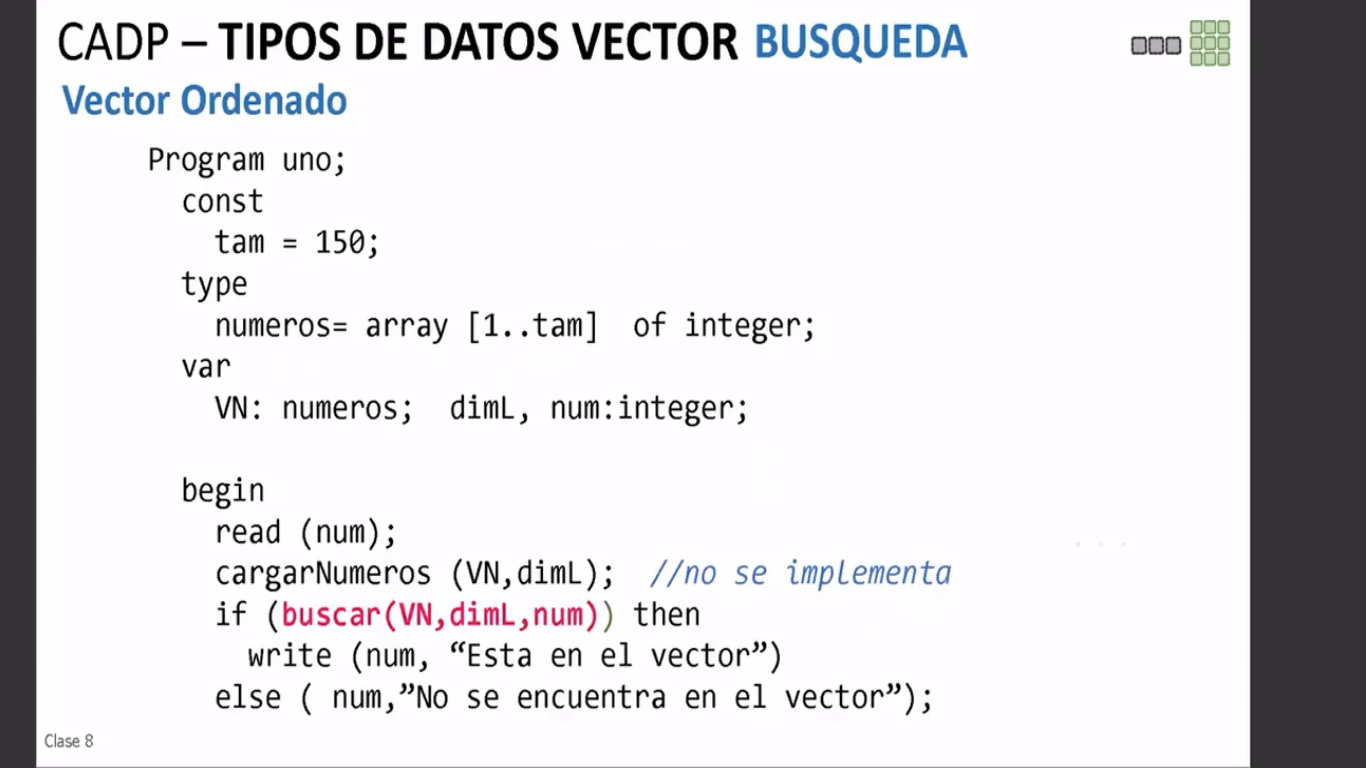 CADP – TIPOS DE DATOS VECTOR BUSQUEDA
Vector Ordenado
Program uno;
const
tam = 150;
type
numeros= array [1..tam] of integer;
var
VN: numeros; dimL, num:integer;
begin
read (num);
cargarNumeros (VN,dimL); //no se implementa
if (buscar(VN,dimL,num)) then
write (num, “Esta en el vector”)
else ( num,”No se encuentra en el vector”);
Clase 8